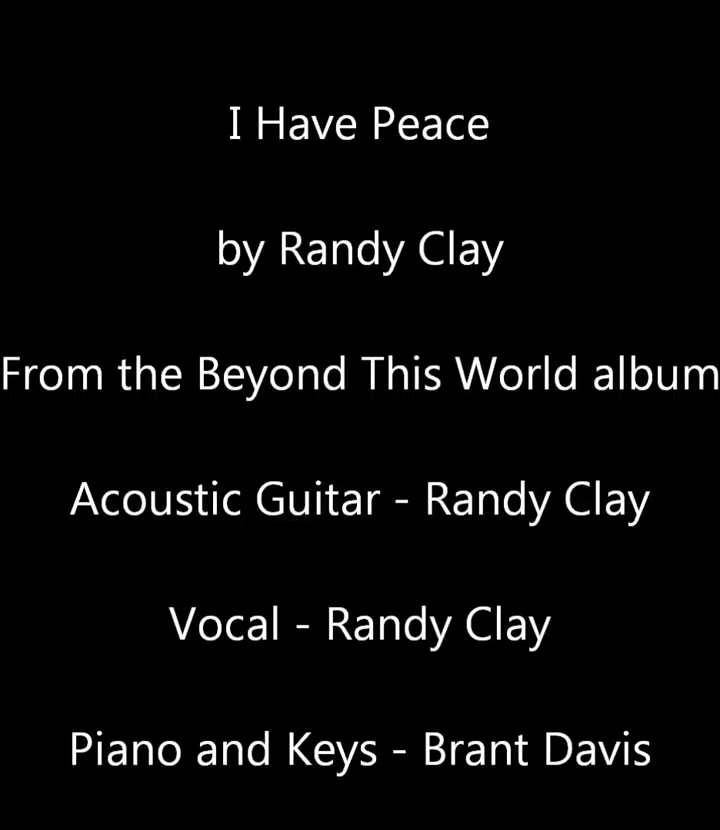 I Have Peace
by Randy Clay
From the Beyond This World album
Acoustic Guitar - Randy Clay
Vocal - Randy Clay
Piano and Keys - Brant Davis